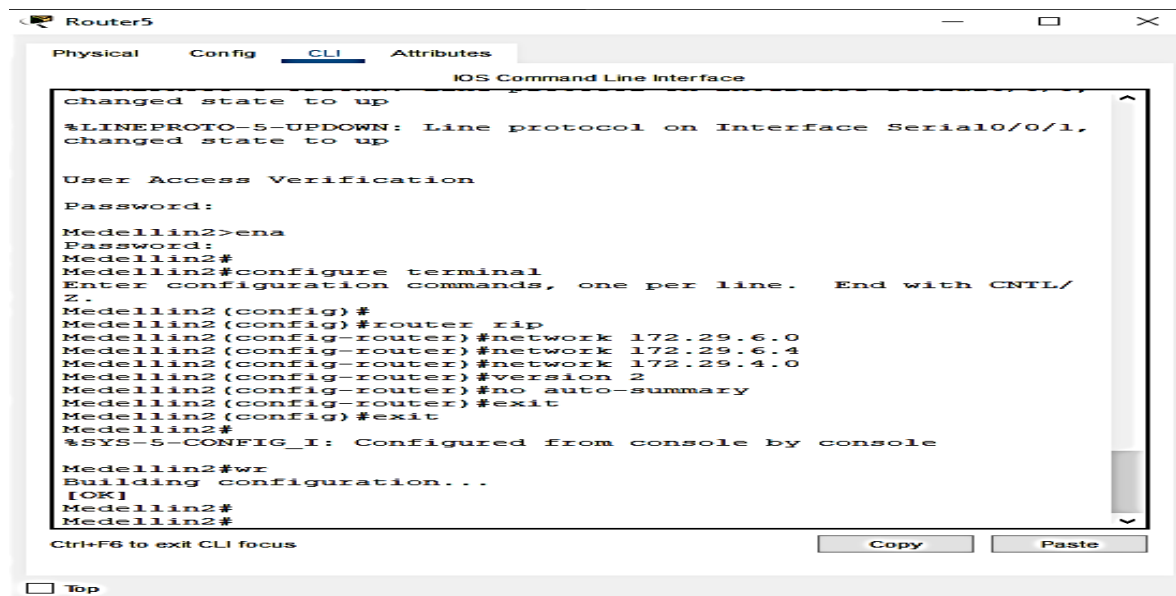 Router5
Physical Config CLI Attributes
IOS Command Line Interface
changed state to up
%LINEPROTO-5-UPDOWN: Line protocol on Interface Serial0/0/1,
changed state to up
User Access Verification
Password:
Medellin2>ena
Password:
Medellin2#
Medellin2#configure terminal
Enter configuration commands, one per line. End with CNTL/
Z.
Medellin2(config)#
Medellin2(config)#router rip
Medellin2(config-router)#network 172.29.6.0
Medellin2(config-router)#network 172.29.6.4
Medellin2(config-router)#network 172.29.4.0
Medellin2(config-router)#version 2
Medellin2(config-router)#no auto-summary
Medellin2(config-router)#exit
Medellin2(config)#exit
Medellin2#
%SYS-5-CONFIG_I: Configured from console by console
Medellin2#wr
Building configuration...
[OK]
Medellin2#
Medellin2#
Ctrl+F6 to exit CLI focus
Copy Paste
Top